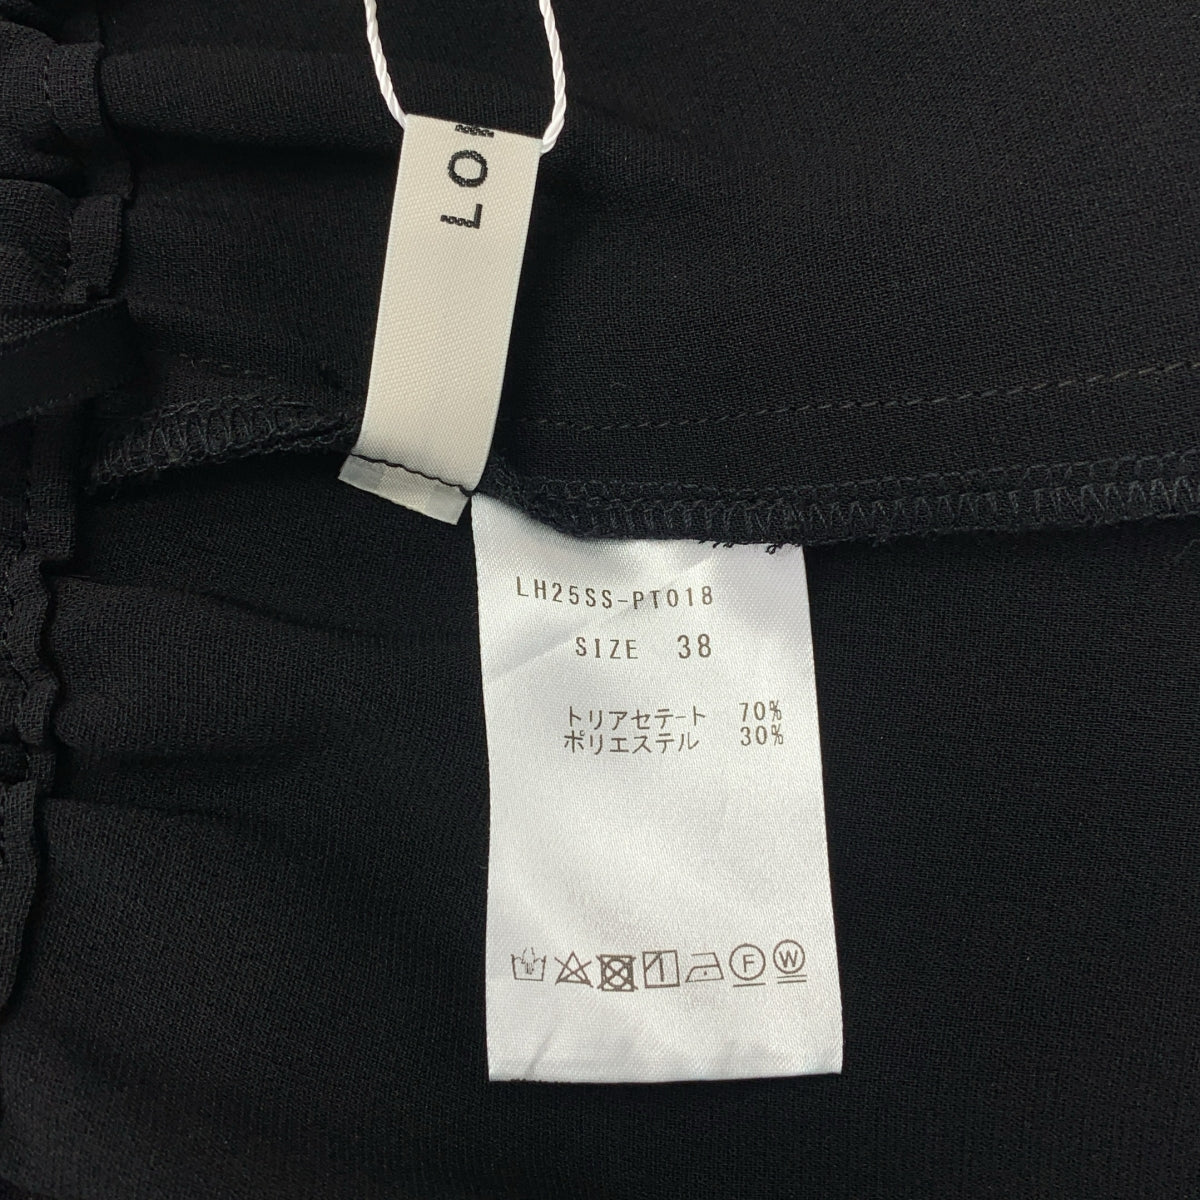 LO
LH25SS-PT018
SIZE 38
トリアセテート 70%
ポリエステル 30%
F W